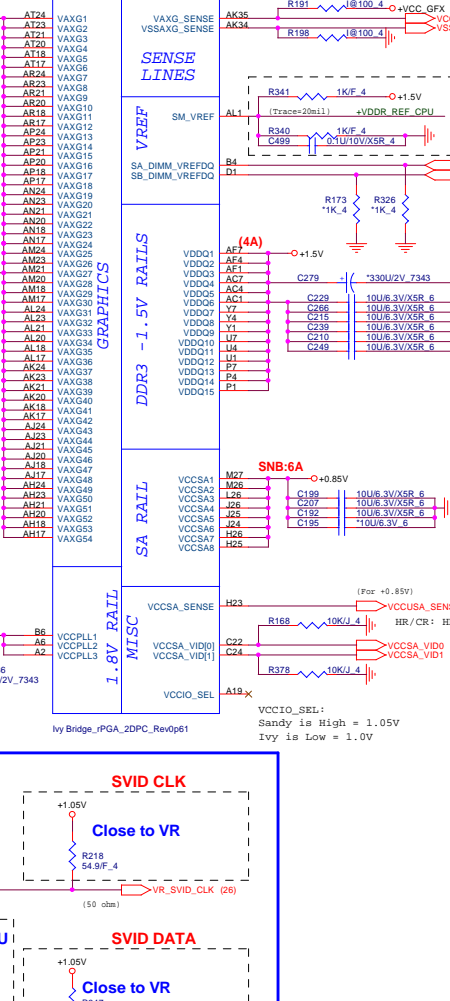 R191 I@100_4 +VCC_GFX
AT24 VAXG1 VAXG_SENSE AK35
AT23 VAXG2 VSSAXG_SENSE AK34
AT21 VAXG3
AT20 VAXG4 R198 I@100_4
AT18 VAXG5
AT17 VAXG6
AR24 VAXG7
AR23 VAXG8
AR21 VAXG9
AR20 VAXG10
AR18 VAXG11
AR17 VAXG12
AP24 VAXG13
AP23 VAXG14
AP21 VAXG15
AP20 VAXG16
AP18 VAXG17
AP17 VAXG18
AN24 VAXG19
AN23 VAXG20
AN21 VAXG21
AN20 VAXG22
AN18 VAXG23
AN17 VAXG24
AM24 VAXG25
AM23 VAXG26
AM21 VAXG27
AM20 VAXG28
AM18 VAXG29
AM17 VAXG30
AL24 VAXG31
AL23 VAXG32
AL21 VAXG33
AL20 VAXG34
AL18 VAXG35
AL17 VAXG36
AK24 VAXG37
AK23 VAXG38
AK21 VAXG39
AK20 VAXG40
AK18 VAXG41
AK17 VAXG42
AJ24 VAXG43
AJ23 VAXG44
AJ21 VAXG45
AJ20 VAXG46
AJ18 VAXG47
AJ17 VAXG48
AH24 VAXG49
AH23 VAXG50
AH21 VAXG51
AH20 VAXG52
AH18 VAXG53
AH17 VAXG54
GRAPHICS
SENSE
LINES
VREF
SM_VREF AL1
R341 1K/F_4 +1.5V
(Trace=20mil) +VDDR_REF_CPU
R340 1K/F_4
C499 0.1U/10V/X5R_4
SA_DIMM_VREFDQ B4
SB_DIMM_VREFDQ D1
R173 *1K_4
R326 *1K_4
DDR3 -1.5V RAILS
(4A)
+1.5V
VDDQ1 AF7
VDDQ2 AF4
VDDQ3 AF1
VDDQ4 AC7
VDDQ5 AC4
VDDQ6 AC1
VDDQ7 Y7
VDDQ8 Y4
VDDQ9 Y1
VDDQ10 U7
VDDQ11 U4
VDDQ12 U1
VDDQ13 P7
VDDQ14 P4
VDDQ15 P1
C279 *330U/2V_7343
C229 10U/6.3V/X5R_6
C266 10U/6.3V/X5R_6
C215 10U/6.3V/X5R_6
C239 10U/6.3V/X5R_6
C210 10U/6.3V/X5R_6
C249 10U/6.3V/X5R_6
SA RAIL
SNB:6A
+0.85V
VCCSA1 M27
VCCSA2 M26
VCCSA3 L26
VCCSA4 J26
VCCSA5 J25
VCCSA6 J24
VCCSA7 H26
VCCSA8 H25
C199 10U/6.3V/X5R_6
C207 10U/6.3V/X5R_6
C192 10U/6.3V/X5R_6
C195 *10U/6.3V_6
1.8V RAIL
MISC
B6 VCCPLL1
A6 VCCPLL2
A2 VCCPLL3
/2V_7343
(For +0.85V)
VCCSA_SENSE H23 VCCUSA_SEN
HR/CR: H
R168 10K/J_4
VCCSA_VID[0] C22 VCCSA_VID0
VCCSA_VID[1] C24 VCCSA_VID1
R378 10K/J_4
VCCIO_SEL A19
VCCIO_SEL:
Sandy is High = 1.05V
Ivy is Low = 1.0V
Ivy Bridge_rPGA_2DPC_Rev0p61
SVID CLK
+1.05V
Close to VR
R218
54.9/F_4
VR_SVID_CLK (26)
(50 ohm)
U
SVID DATA
+1.05V
Close to VR